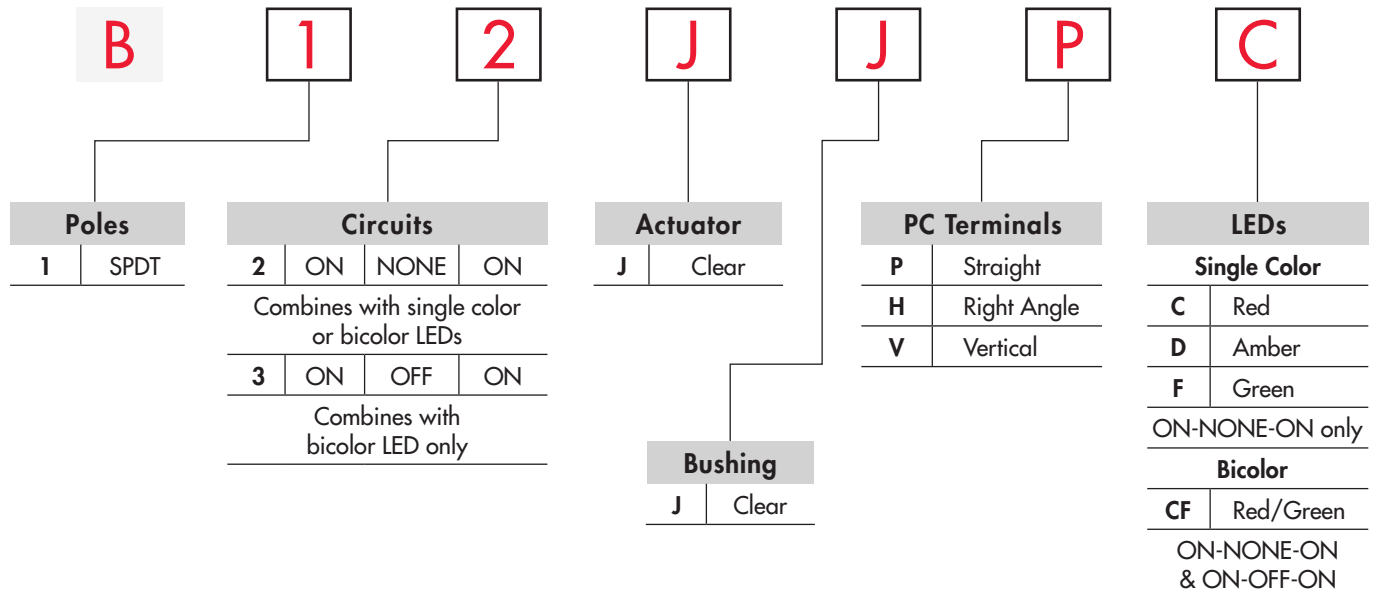 B 1 2 J J P C
Poles
1 SPDT
Circuits
2 ON NONE ON
Combines with single color
or bicolor LEDs
3 ON OFF ON
Combines with
bicolor LED only
Actuator
J Clear
Bushing
J Clear
PC Terminals
P Straight
H Right Angle
V Vertical
LEDs
Single Color
C Red
D Amber
F Green
ON-NONE-ON only
Bicolor
CF Red/Green
ON-NONE-ON
& ON-OFF-ON